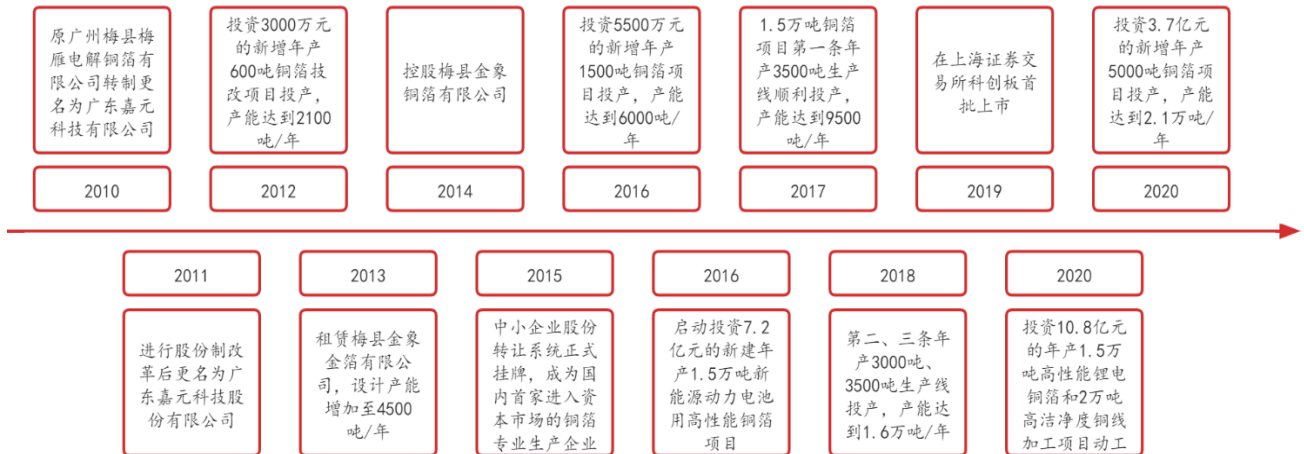 原广州梅县梅
雁电解铜箔有
限公司转制更
名为广东嘉元
科技有限公司
投资3000万元
的新增年产
600吨铜箔技
改项目投产，
产能达到2100
吨/年
控股梅县金象
铜箔有限公司
投资5500万元
的新增年产
1500吨铜箔项
目投产，产能
达到6000吨/
年
1.5万吨铜箔
项目第一条年
产3500吨生产
线顺利投产，
产能达到9500
吨/年
在上海证券交
易所科创板首
批上市
投资3.7亿元
的新增年产
5000吨铜箔项
目投产，产能
达到2.1万吨/
年
2010
2012
2014
2016
2017
2019
2020
2011
2013
2015
2016
2018
2020
进行股份制改
革后更名为广
东嘉元科技股
份有限公司
租赁梅县金象
金箔有限公
司，设计产能
增加至4500
吨/年
中小企业股份
转让系统正式
挂牌，成为国
内首家进入资
本市场的铜箔
专业生产企业
启动投资7.2
亿元的新建年
产1.5万吨新
能源动力电池
用高性能铜箔
项目
第二、三条年
产3000吨、
3500吨生产线
投产，产能达
到1.6万吨/年
投资10.8亿元
的年产1.5万
吨高性能锂电
铜箔和2万吨
高洁净度铜线
加工项目动工